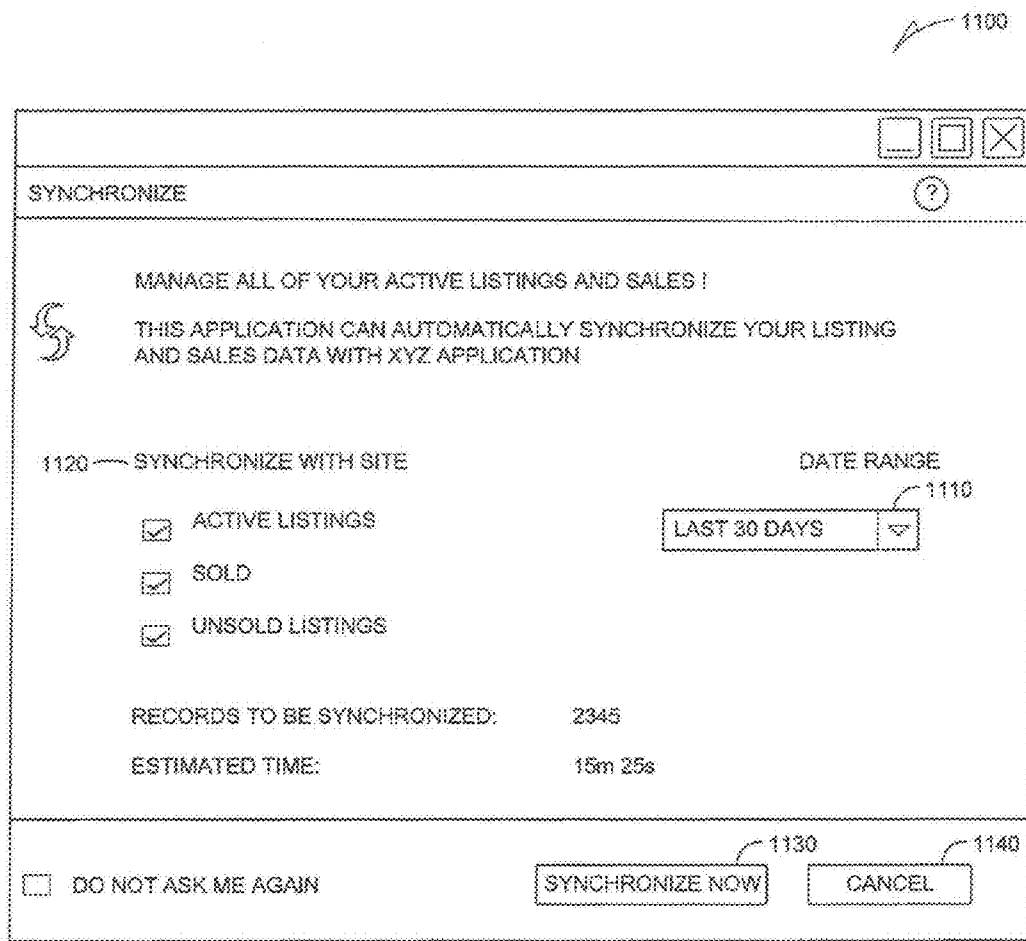 1100
SYNCHRONIZE
?
MANAGE ALL OF YOUR ACTIVE LISTINGS AND SALES !
THIS APPLICATION CAN AUTOMATICALLY SYNCHRONIZE YOUR LISTING
AND SALES DATA WITH XYZ APPLICATION
1120 SYNCHRONIZE WITH SITE
DATE RANGE
1110
ACTIVE LISTINGS
LAST 30 DAYS
SOLD
UNSOLD LISTINGS
RECORDS TO BE SYNCHRONIZED: 2345
ESTIMATED TIME: 15m 25s
1130
1140
DO NOT ASK ME AGAIN
SYNCHRONIZE NOW
CANCEL